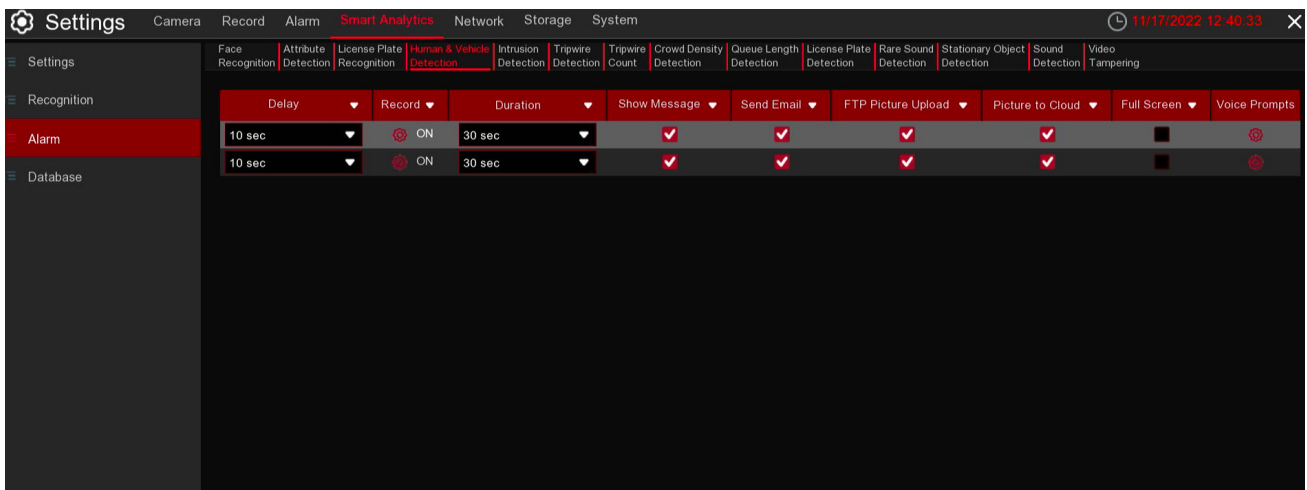 Settings Camera Record Alarm Smart Analytics Network Storage System 11/17/2022 12:40:33
Settings
Recognition
Alarm
Database
Face Recognition
Attribute Detection
License Plate Recognition
Human & Vehicle Detection
Intrusion Detection
Tripwire Detection
Tripwire Count
Crowd Density Detection
Queue Length Detection
License Plate Detection
Rare Sound Detection
Stationary Object Detection
Sound Detection
Video Tampering
Delay Record Duration Show Message Send Email FTP Picture Upload Picture to Cloud Full Screen Voice Prompts
10 sec ON 30 sec
10 sec ON 30 sec